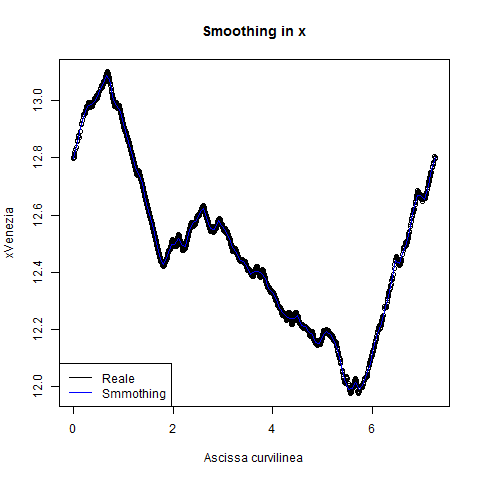 Smoothing in x
xVenezia
13.0
12.8
12.6
12.4
12.2
12.0
Reale
Smmothing
0 2 4 6
Ascissa curvilinea